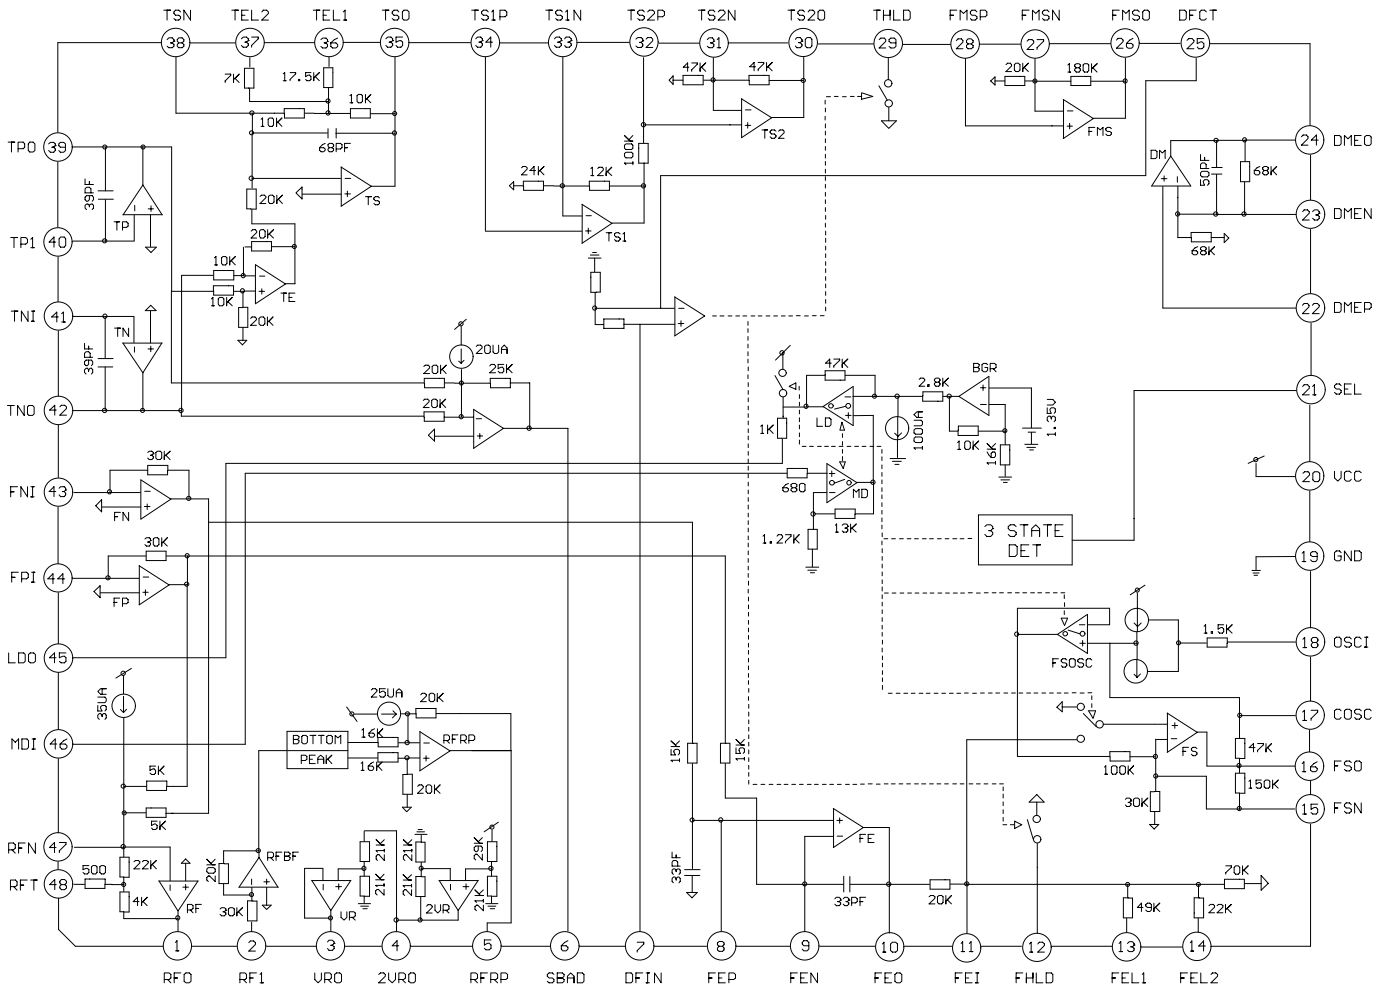 TSN TEL2 TEL1 TSO TS1P TS1N TS2P TS2N TS2O THLD FMSP FMSN FMSO DFCT
38 37 36 35 34 33 32 31 30 29 28 27 26 25
7K 17.5K 47K 47K 20K 180K
10K 10K
68PF
TS2 FMS
TPO 39
24 DMEO
DM
50PF
68K
100K
24K 12K
39PF
TP
TS
20K
23 DMEN
TP1 40
20K
TS1
68K
10K
10K
TE
TNI 41
20K
22 DMEP
TN
39PF
20UA
20K 25K
47K
2.8K BGR
21 SEL
TNO 42
20K
LD
100UA
1.35V
1K
10K
16K
30K
FNI 43
680
MD
20 VCC
FN
13K
1.27K
3 STATE
DET
30K
19 GND
FPI 44
FP
1.5K
18 OSCI
LDO 45
FSOSC
35UA
25UA 20K
17 COSC
MDI 46
16K
BOTTOM
PEAK
RFRP
16K
20K
15K
15K
FS
47K
100K
16 FSO
5K
150K
5K
30K
15 FSN
RFN 47
22K
20K
RFBF
21K
21K
29K
FE
RFT 48
500
4K
RF
30K
21K
VR
21K
2VR
21K
33PF
33PF
20K
49K
22K
70K
1 2 3 4 5 6 7 8 9 10 11 12 13 14
RFO RF1 VRO 2VRO RFRP SBAD DFIN FEP FEN FEO FEI FHLD FEL1 FEL2